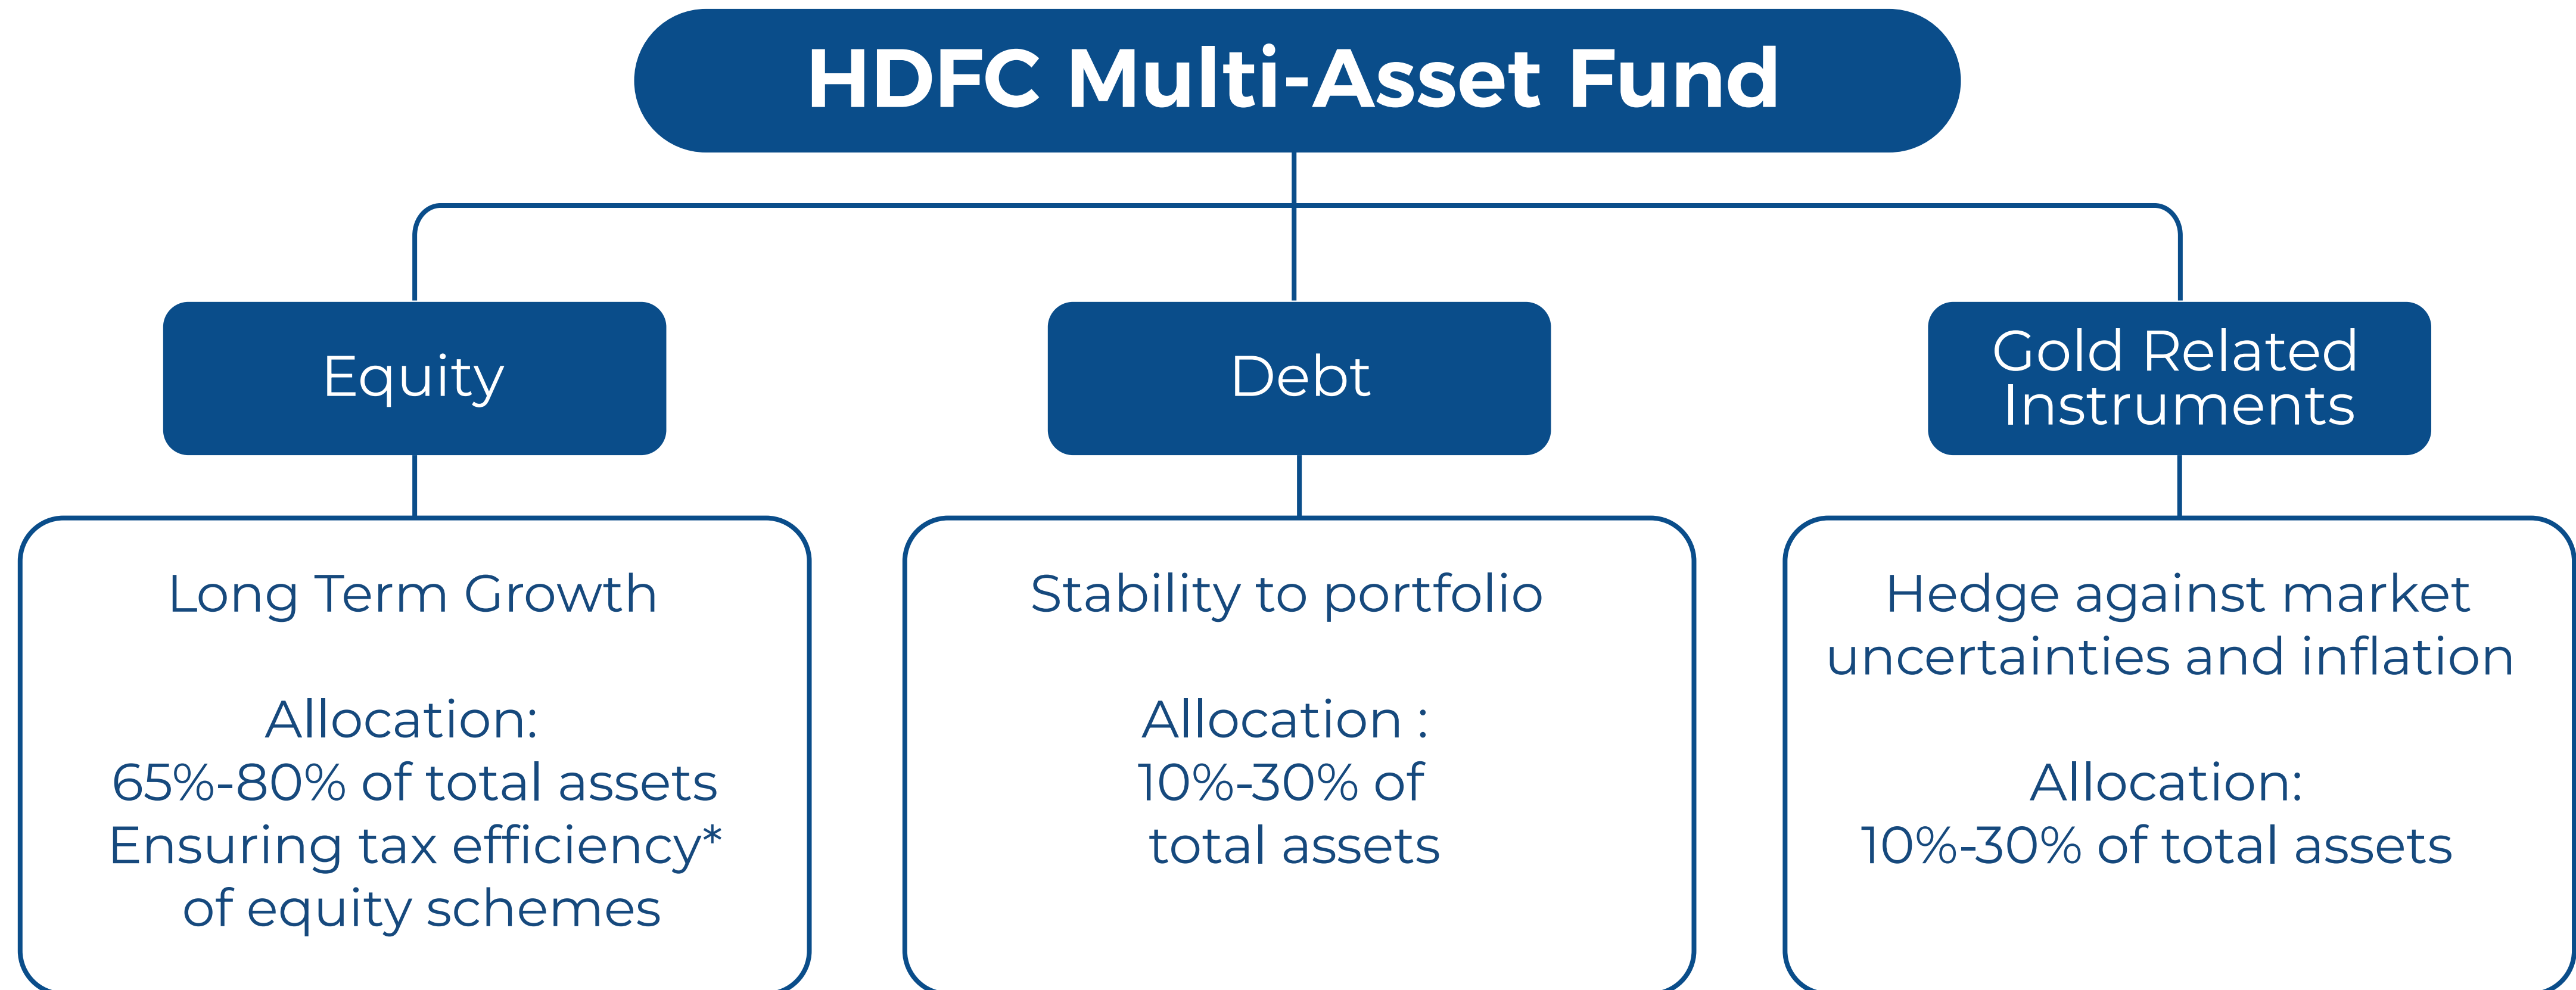 HDFC Multi-Asset Fund
Equity
Long Term Growth
Allocation:
65%-80% of total assets
Ensuring tax efficiency*
of equity schemes
Debt
Stability to portfolio
Allocation :
10%-30% of
total assets
Gold Related
Instruments
Hedge against market
uncertainties and inflation
Allocation:
10%-30% of total assets